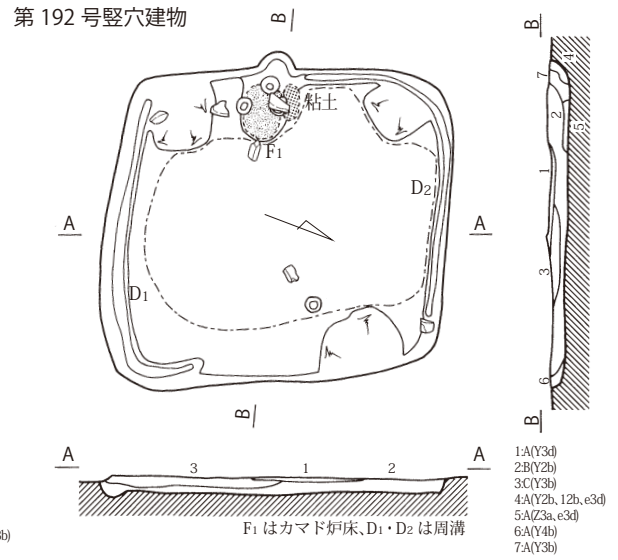 第 192 号竪穴建物
B
B
粘土
F1
D2
A
A
D1
B
B
7
4
2
5
1
3
6
A
3
1
2
A
F1 はカマド炉床、D1・D2 は周溝
1:A(Y3d)
2:B(Y2b)
3:C(Y3b)
4:A(Y2b、12b、e3d)
5:A(Z3a、e3d)
6:A(Y4b)
7:A(Y3b)
b)